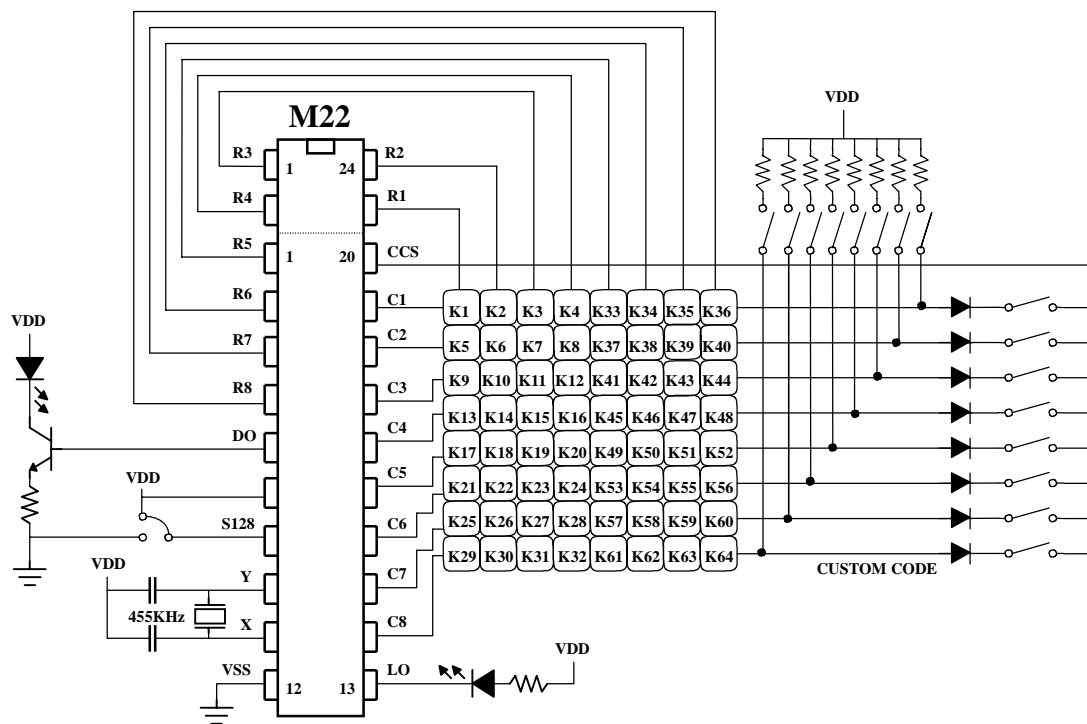 M22
VDD
R3
1
24
R2
R4
R1
R5
1
20
CCS
R6
C1
K1 K2 K3 K4 K33 K34 K35 K36
VDD
R7
C2
K5 K6 K7 K8 K37 K38 K39 K40
R8
C3
K9 K10 K11 K12 K41 K42 K43 K44
DO
C4
K13 K14 K15 K16 K45 K46 K47 K48
K17 K18 K19 K20 K49 K50 K51 K52
VDD
C5
K21 K22 K23 K24 K53 K54 K55 K56
S128
C6
K25 K26 K27 K28 K57 K58 K59 K60
K29 K30 K31 K32 K61 K62 K63 K64
VDD
Y
C7
CUSTOM CODE
455KHz
X
C8
VSS
12
13
LO
VDD